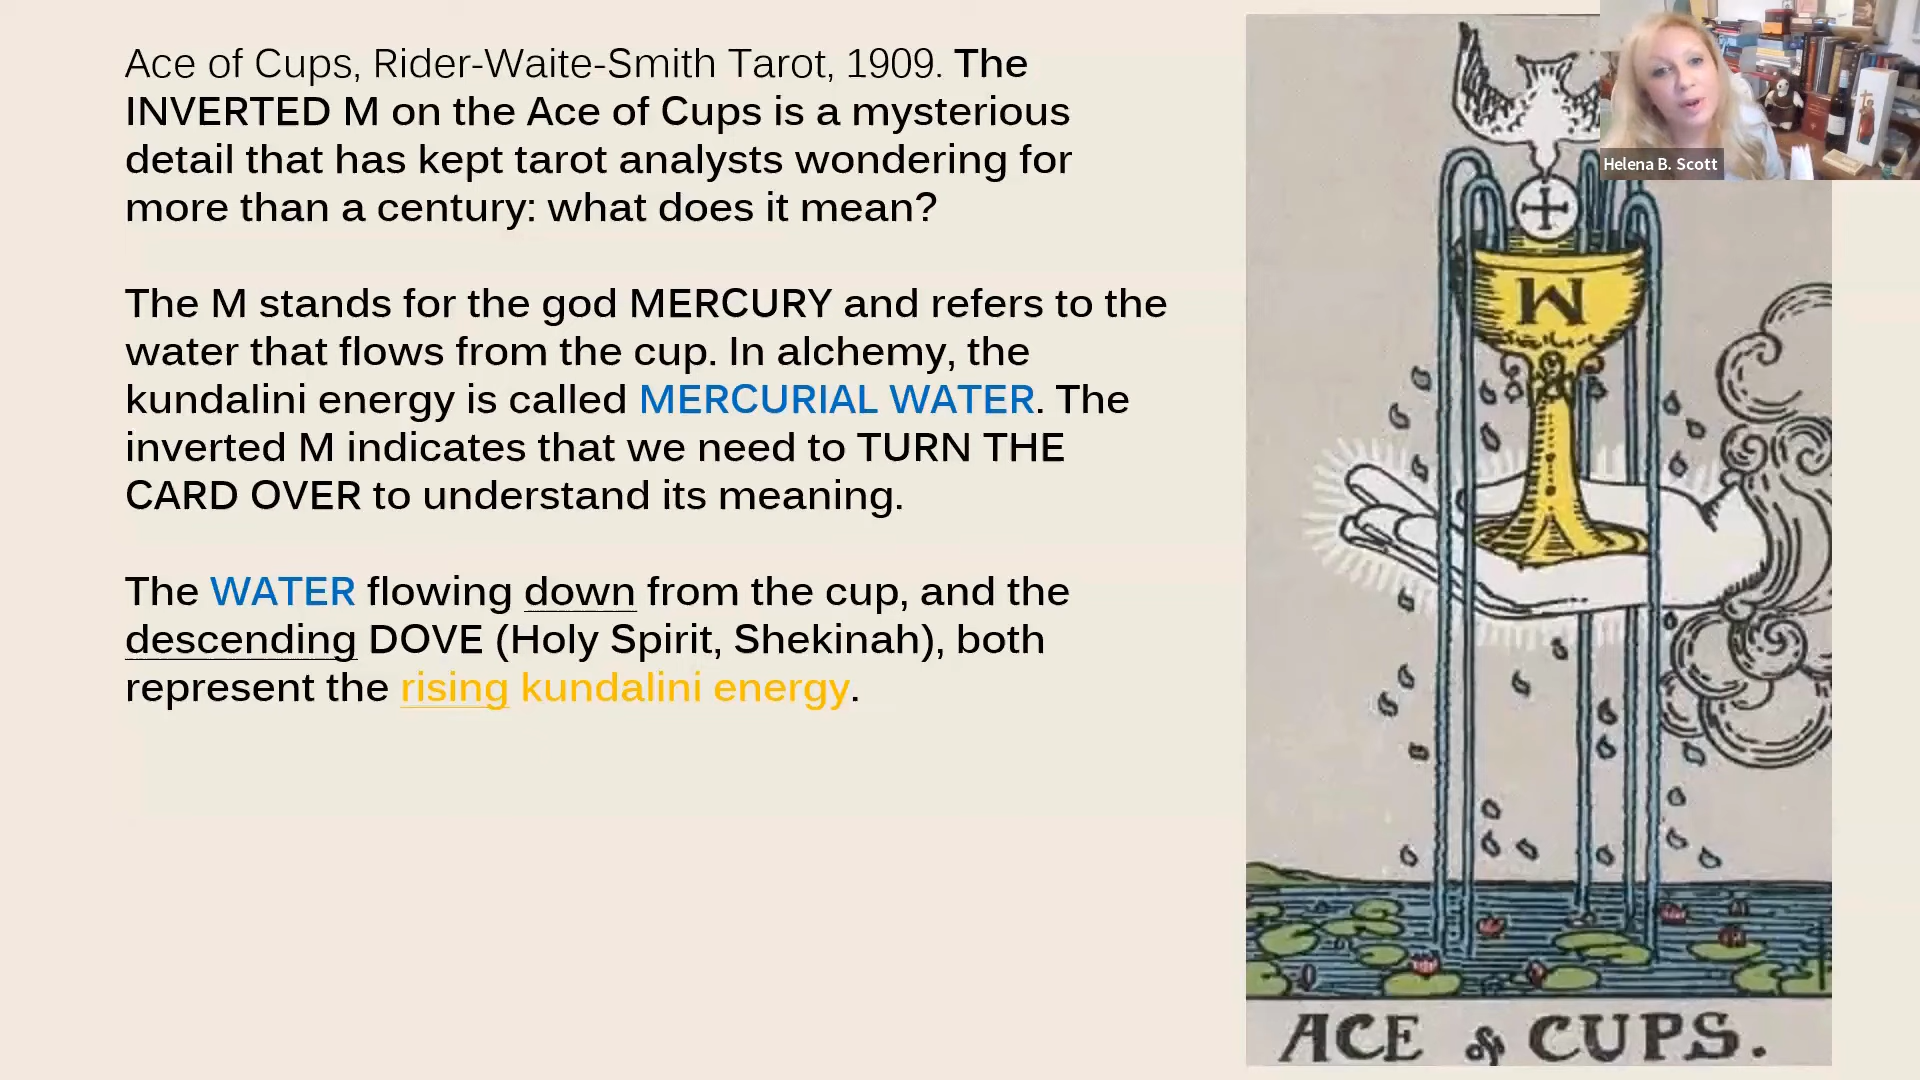 Ace of Cups, Rider-Waite-Smith Tarot, 1909. The
INVERTED M on the Ace of Cups is a mysterious
detail that has kept tarot analysts wondering for
more than a century: what does it mean?
The M stands for the god MERCURY and refers to the
water that flows from the cup. In alchemy, the
kundalini energy is called MERCURIAL WATER. The
inverted M indicates that we need to TURN THE
CARD OVER to understand its meaning.
The WATER flowing down from the cup, and the
descending DOVE (Holy Spirit, Shekinah), both
represent the rising kundalini energy.
Helena B. Scott
W
ACE of CUPS.